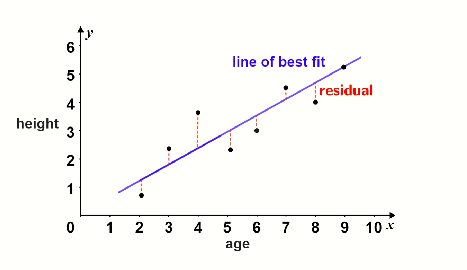 y
6
line of best fit
5
residual
4
height
3
2
1
0 1 2 3 4 5 6 7 8 9 10 x
age